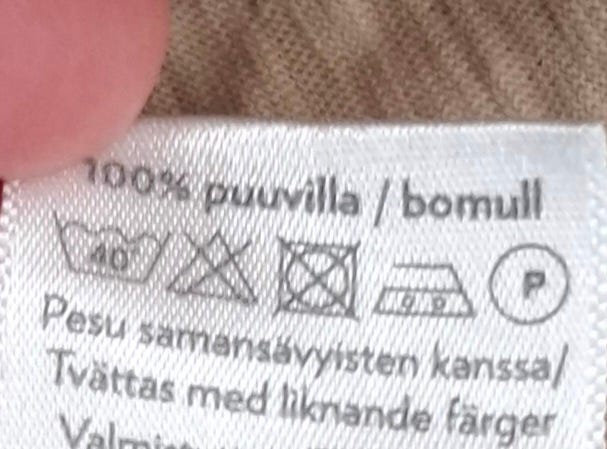 100% puuvilla / bomull
40° P
Pesu samansävyisten kanssa/
Tvättas med liknande färger